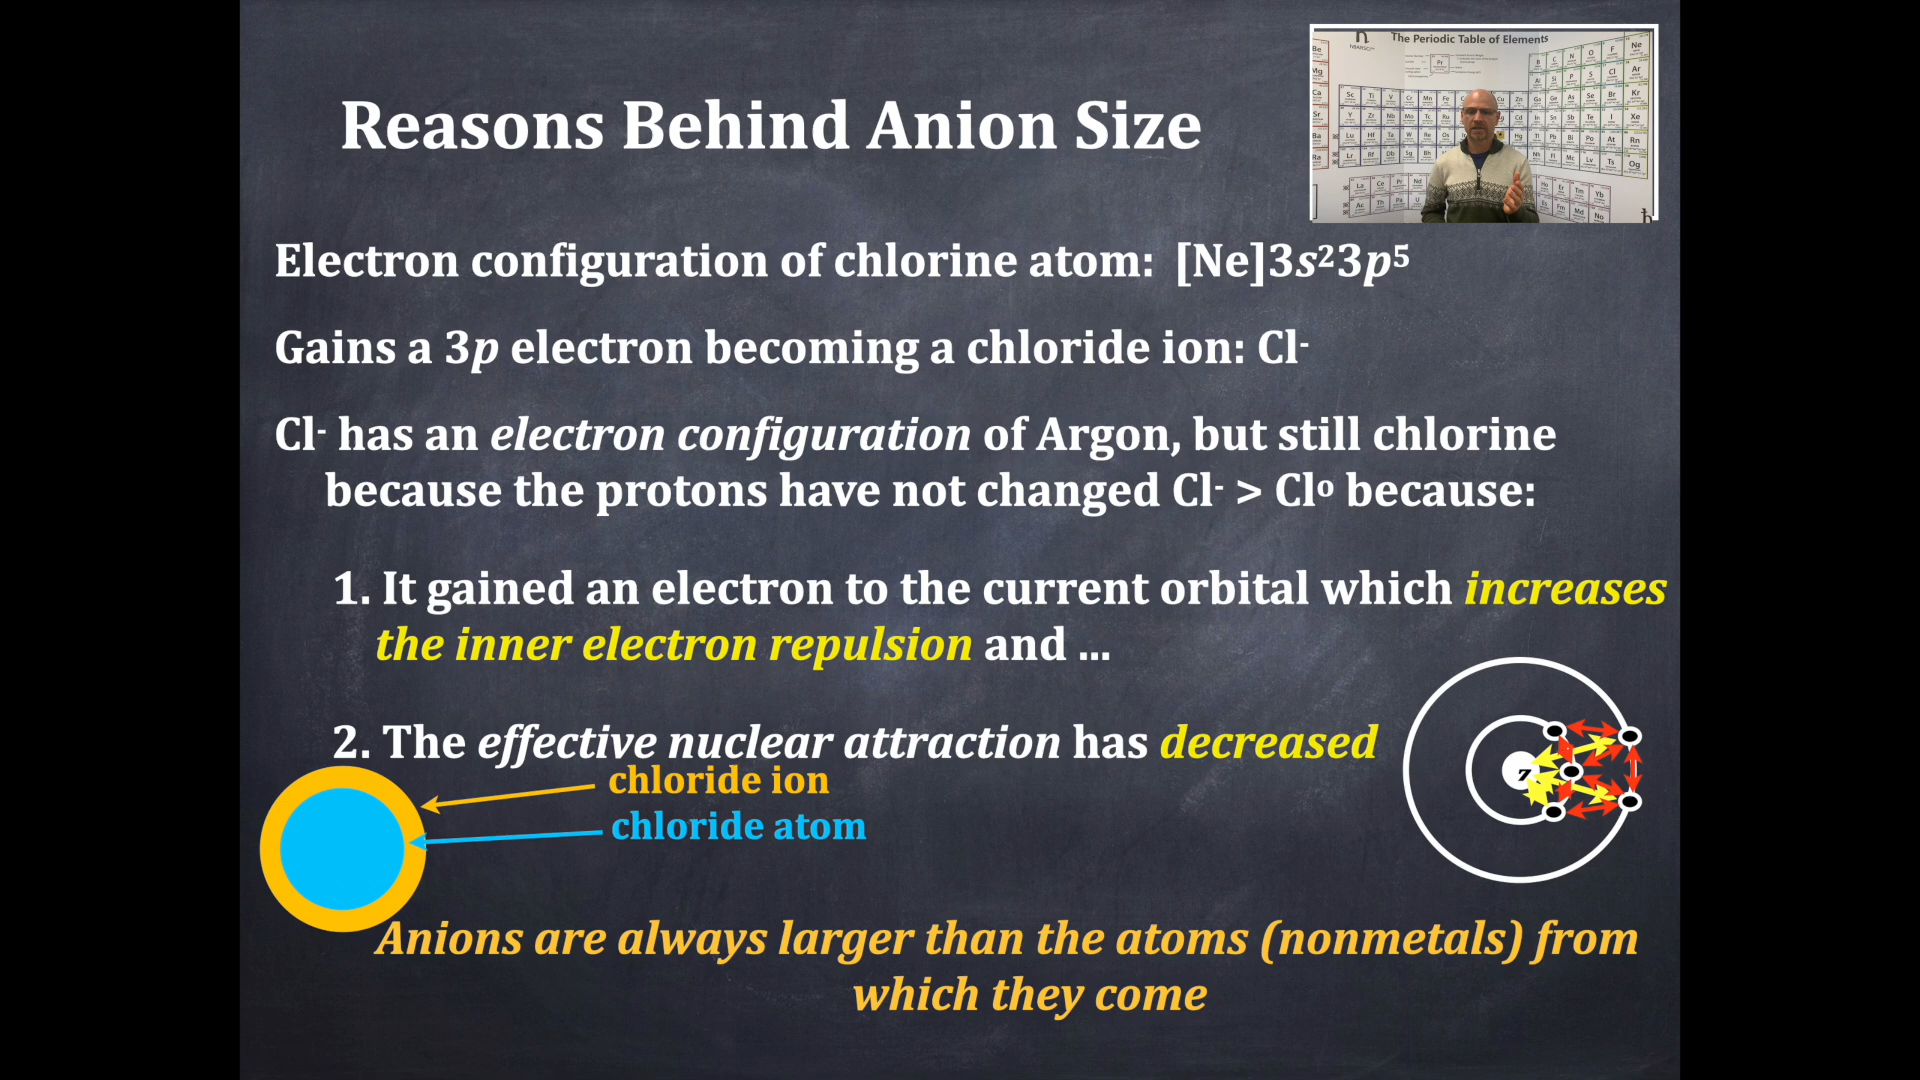 Reasons Behind Anion Size
The Periodic Table of Elements
Electron configuration of chlorine atom: [Ne]3s²3p⁵
Gains a 3p electron becoming a chloride ion: Cl⁻
Cl⁻ has an electron configuration of Argon, but still chlorine
because the protons have not changed Cl⁻ > Clº because:
1. It gained an electron to the current orbital which increases
the inner electron repulsion and ...
2. The effective nuclear attraction has decreased
chloride ion
chloride atom
7
Anions are always larger than the atoms (nonmetals) from
which they come